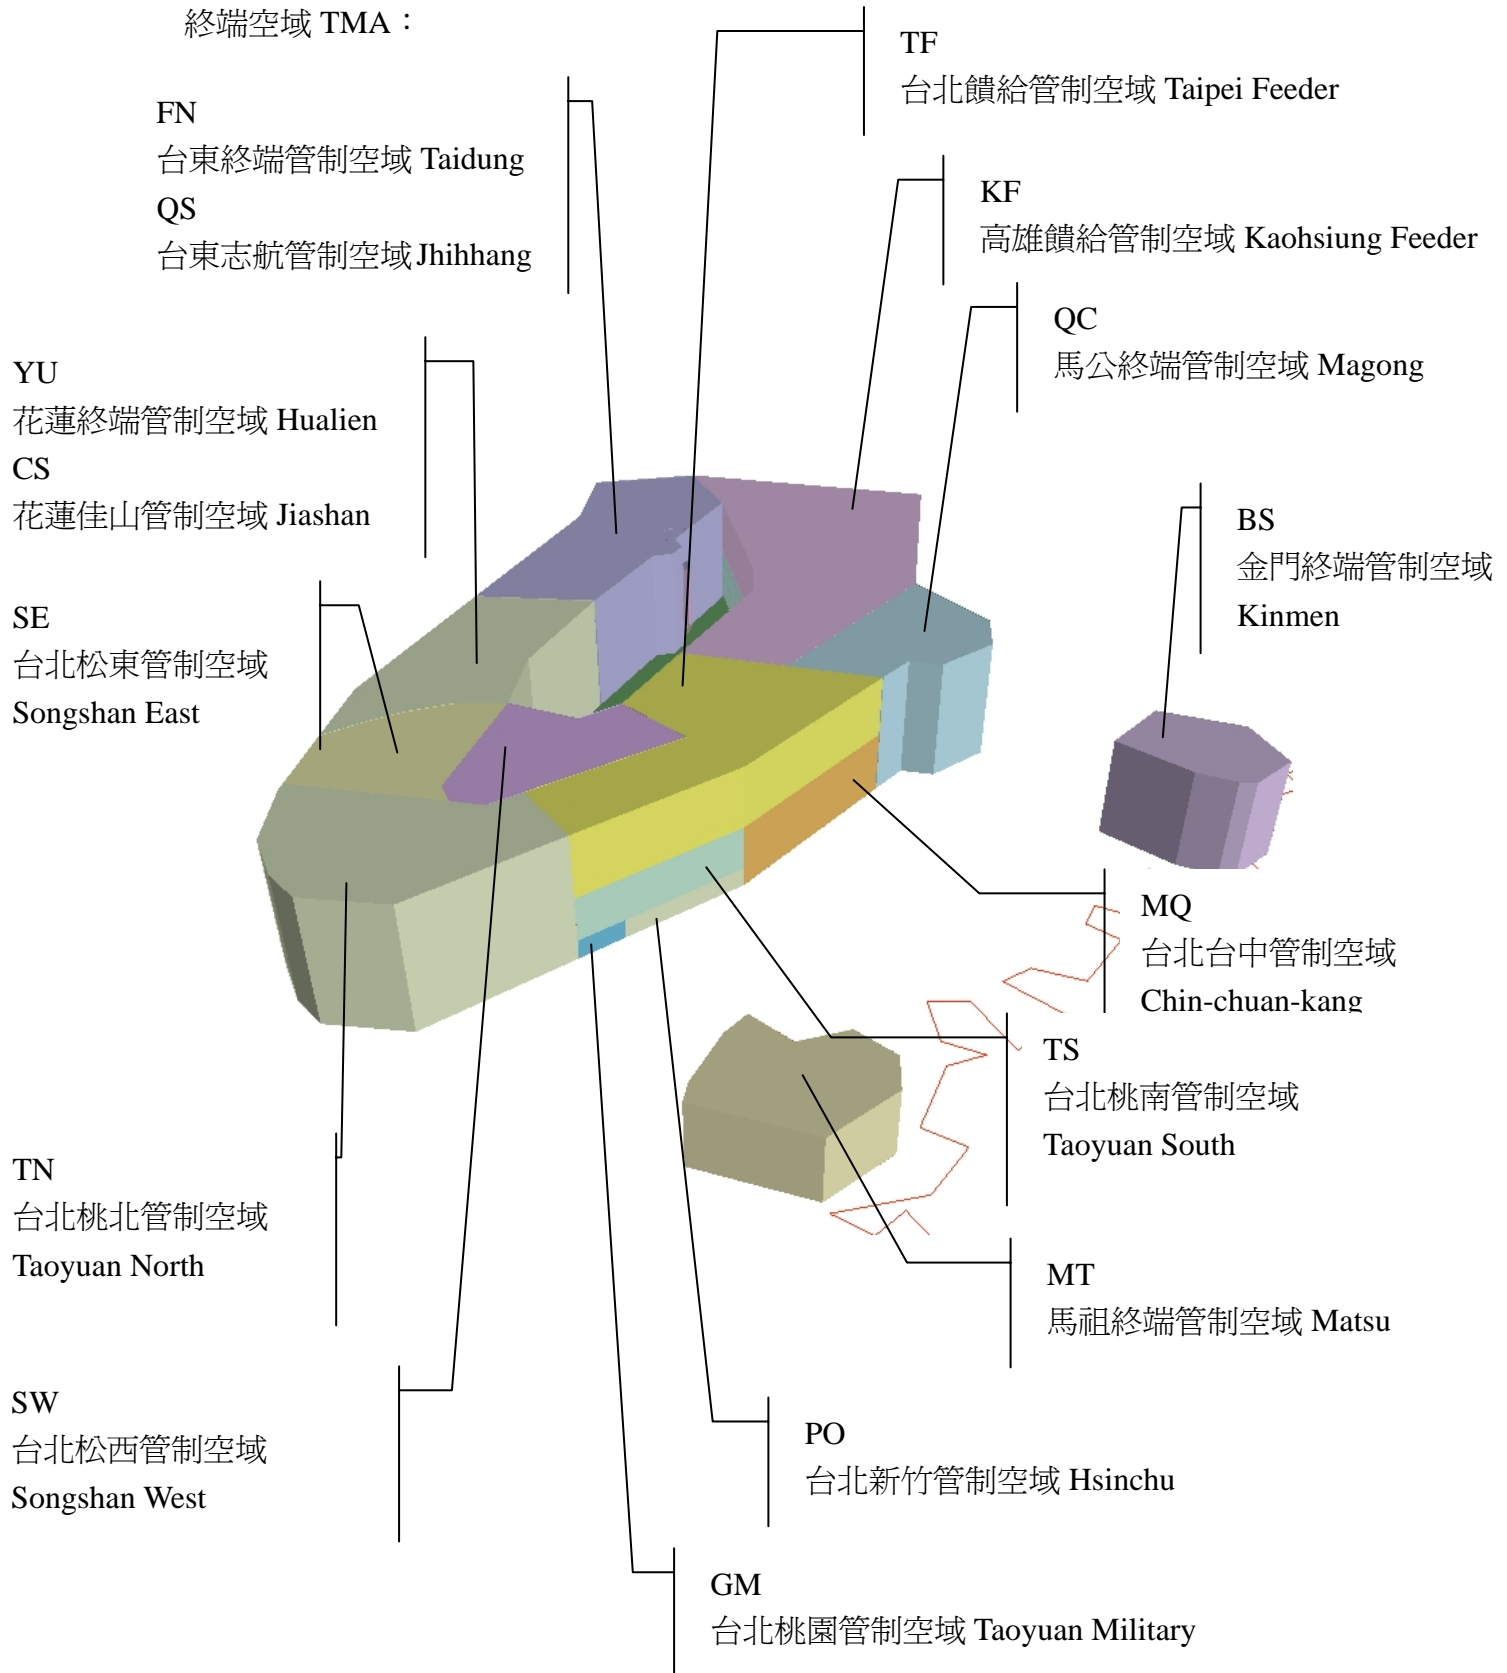 終端空域 TMA：
TF
台北饋給管制空域 Taipei Feeder
FN
台東終端管制空域 Taidung
QS
台東志航管制空域 Jhihhang
KF
高雄饋給管制空域 Kaohsiung Feeder
QC
馬公終端管制空域 Magong
YU
花蓮終端管制空域 Hualien
CS
花蓮佳山管制空域 Jiashan
BS
金門終端管制空域
Kinmen
SE
台北松東管制空域
Songshan East
MQ
台北台中管制空域
Chin-chuan-kang
TS
台北桃南管制空域
Taoyuan South
TN
台北桃北管制空域
Taoyuan North
MT
馬祖終端管制空域 Matsu
SW
台北松西管制空域
Songshan West
PO
台北新竹管制空域 Hsinchu
GM
台北桃園管制空域 Taoyuan Military